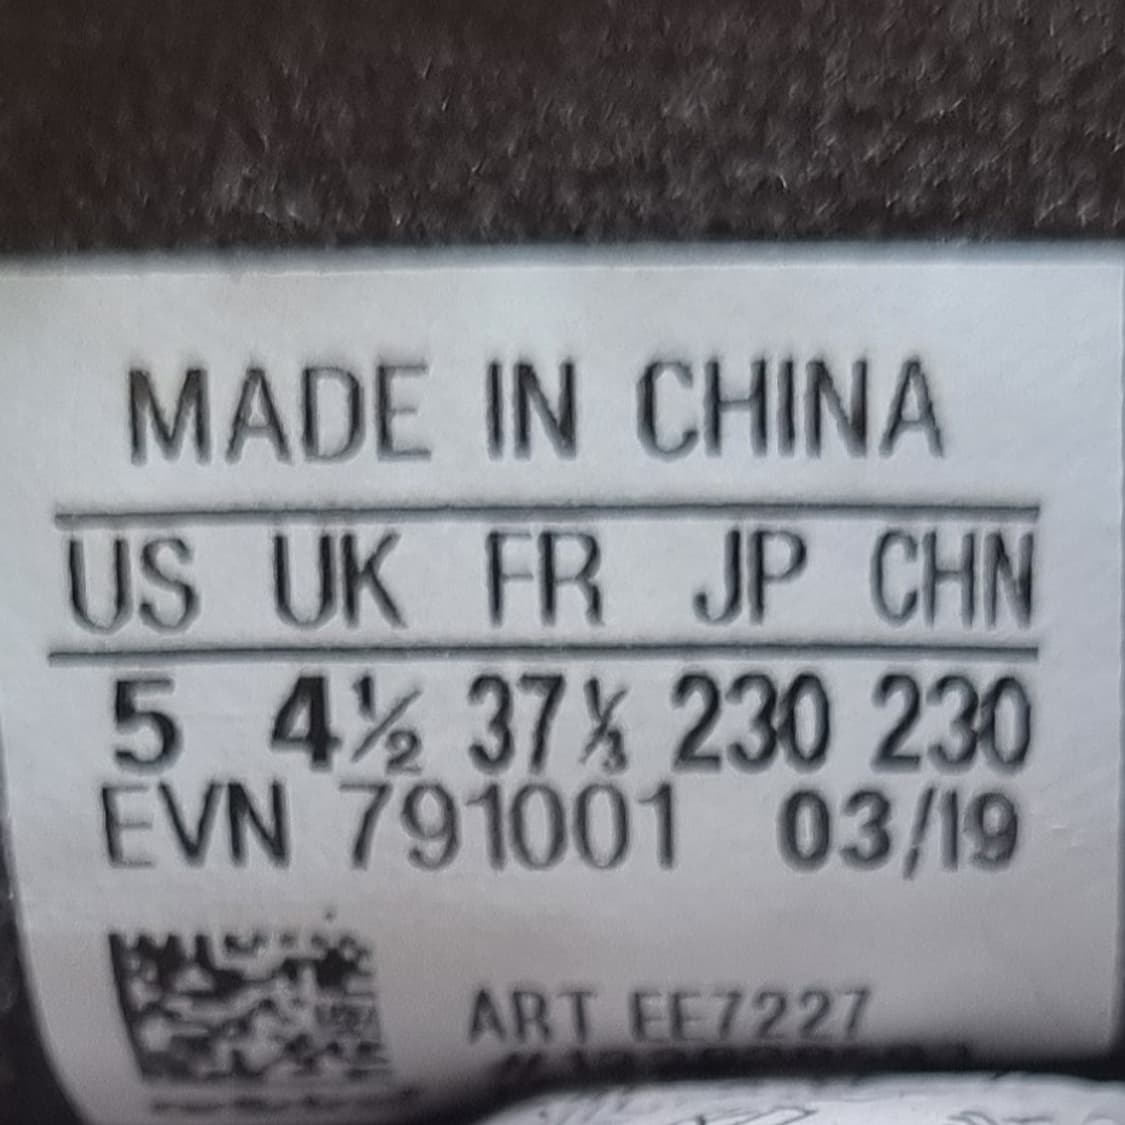 MADE IN CHINA
US UK FR JP CHN
5 4½ 37⅓ 230 230
EVN 791001 03/19
ART EE7227